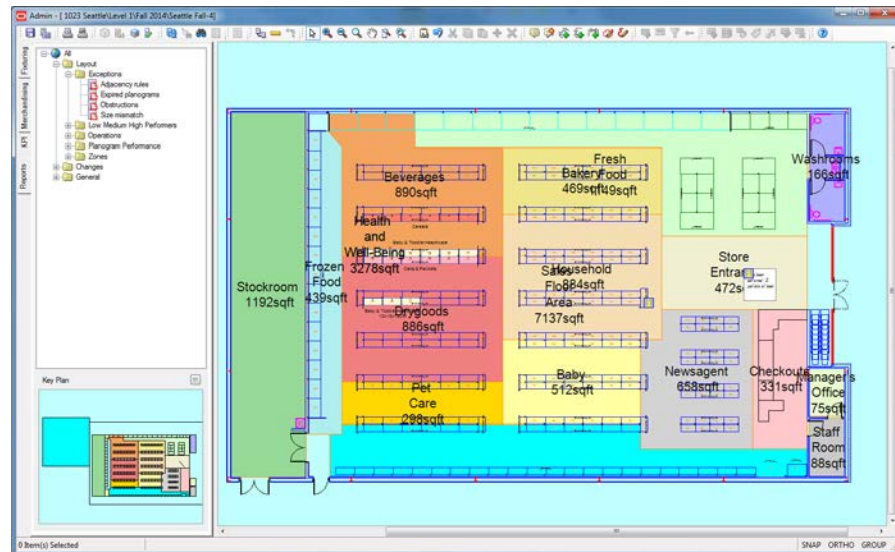 Admin - [ 1023 Seattle\Level 1\Fall 2014\Seattle Fall-4]
Fixturing
Merchandising
KPI
Reports
All
Layout
Exceptions
Adjacency rules
Expired planograms
Obstructions
Size mismatch
Low Medium High Performers
Operations
Planogram Performance
Zones
Changes
General
Key Plan
Stockroom
1192sqft
Frozen
Food
439sqft
Beverages
890sqft
Health
and
Well-Being
3278sqft
Drygoods
886sqft
Pet
Care
298sqft
Bakery
469sqft
Fresh
Food
1149sqft
Household
884sqft
Sales
Floor
Area
7137sqft
Baby
512sqft
Newsagent
658sqft
Checkouts
331sqft
Store
Entrance
472s
Washrooms
166sqft
Manager's
Office
75sqft
Staff
Room
88sqft
0 Item(s) Selected
SNAP ORTHO GROUP